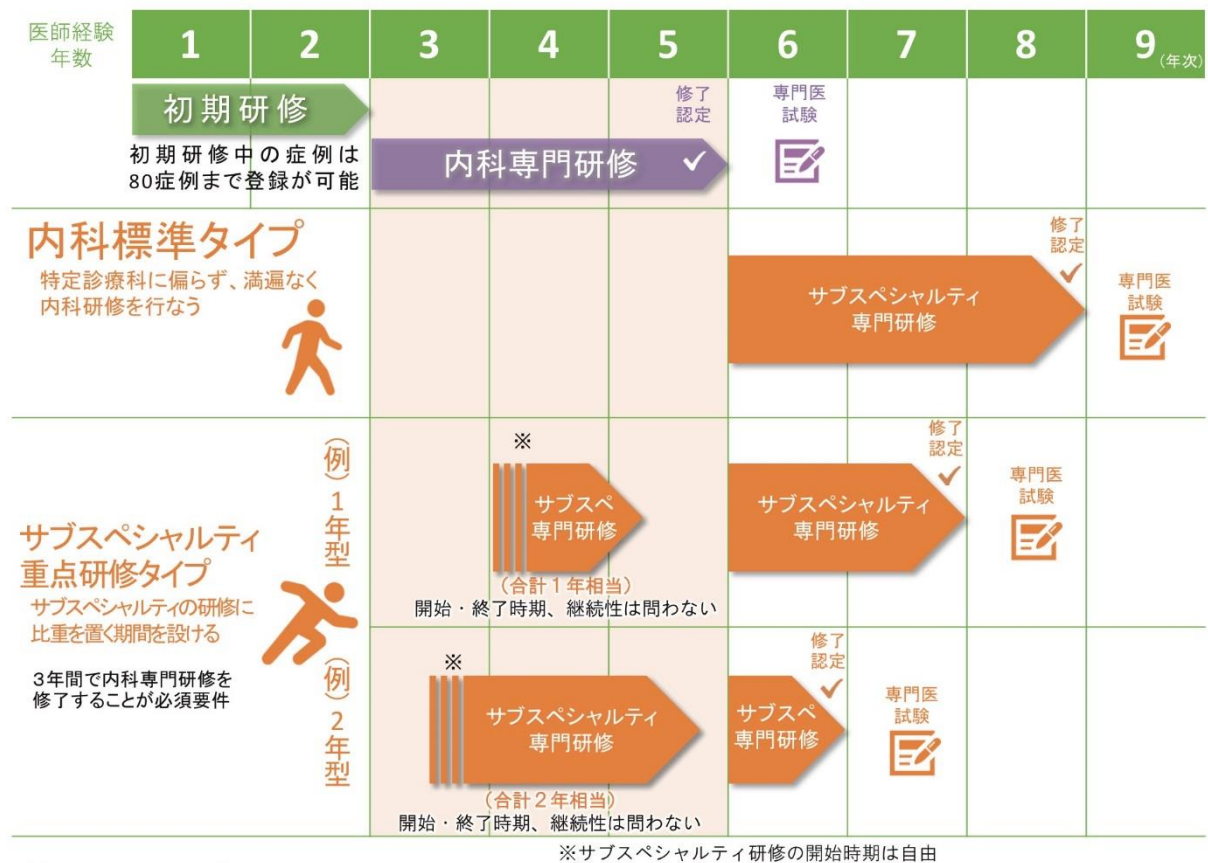 医師経験
年数
1 2 3 4 5 6 7 8 9(年次)
初期研修
初期研修中の症例は
80症例まで登録が可能
内科専門研修
修了
認定
専門医
試験
内科標準タイプ
特定診療科に偏らず、満遍なく
内科研修を行なう
サブスペシャルティ
専門研修
修了
認定
専門医
試験
サブスペシャルティ
重点研修タイプ
サブスペシャルティの研修に
比重を置く期間を設ける
3年間で内科専門研修を
修了することが必須要件
(例)1年型
※
サブスペ
専門研修
(合計1年相当)
開始・終了時期、継続性は問わない
サブスペシャルティ
専門研修
修了
認定
専門医
試験
(例)2年型
※
サブスペシャルティ
専門研修
(合計2年相当)
開始・終了時期、継続性は問わない
サブスペ
専門研修
修了
認定
専門医
試験
※サブスペシャルティ研修の開始時期は自由